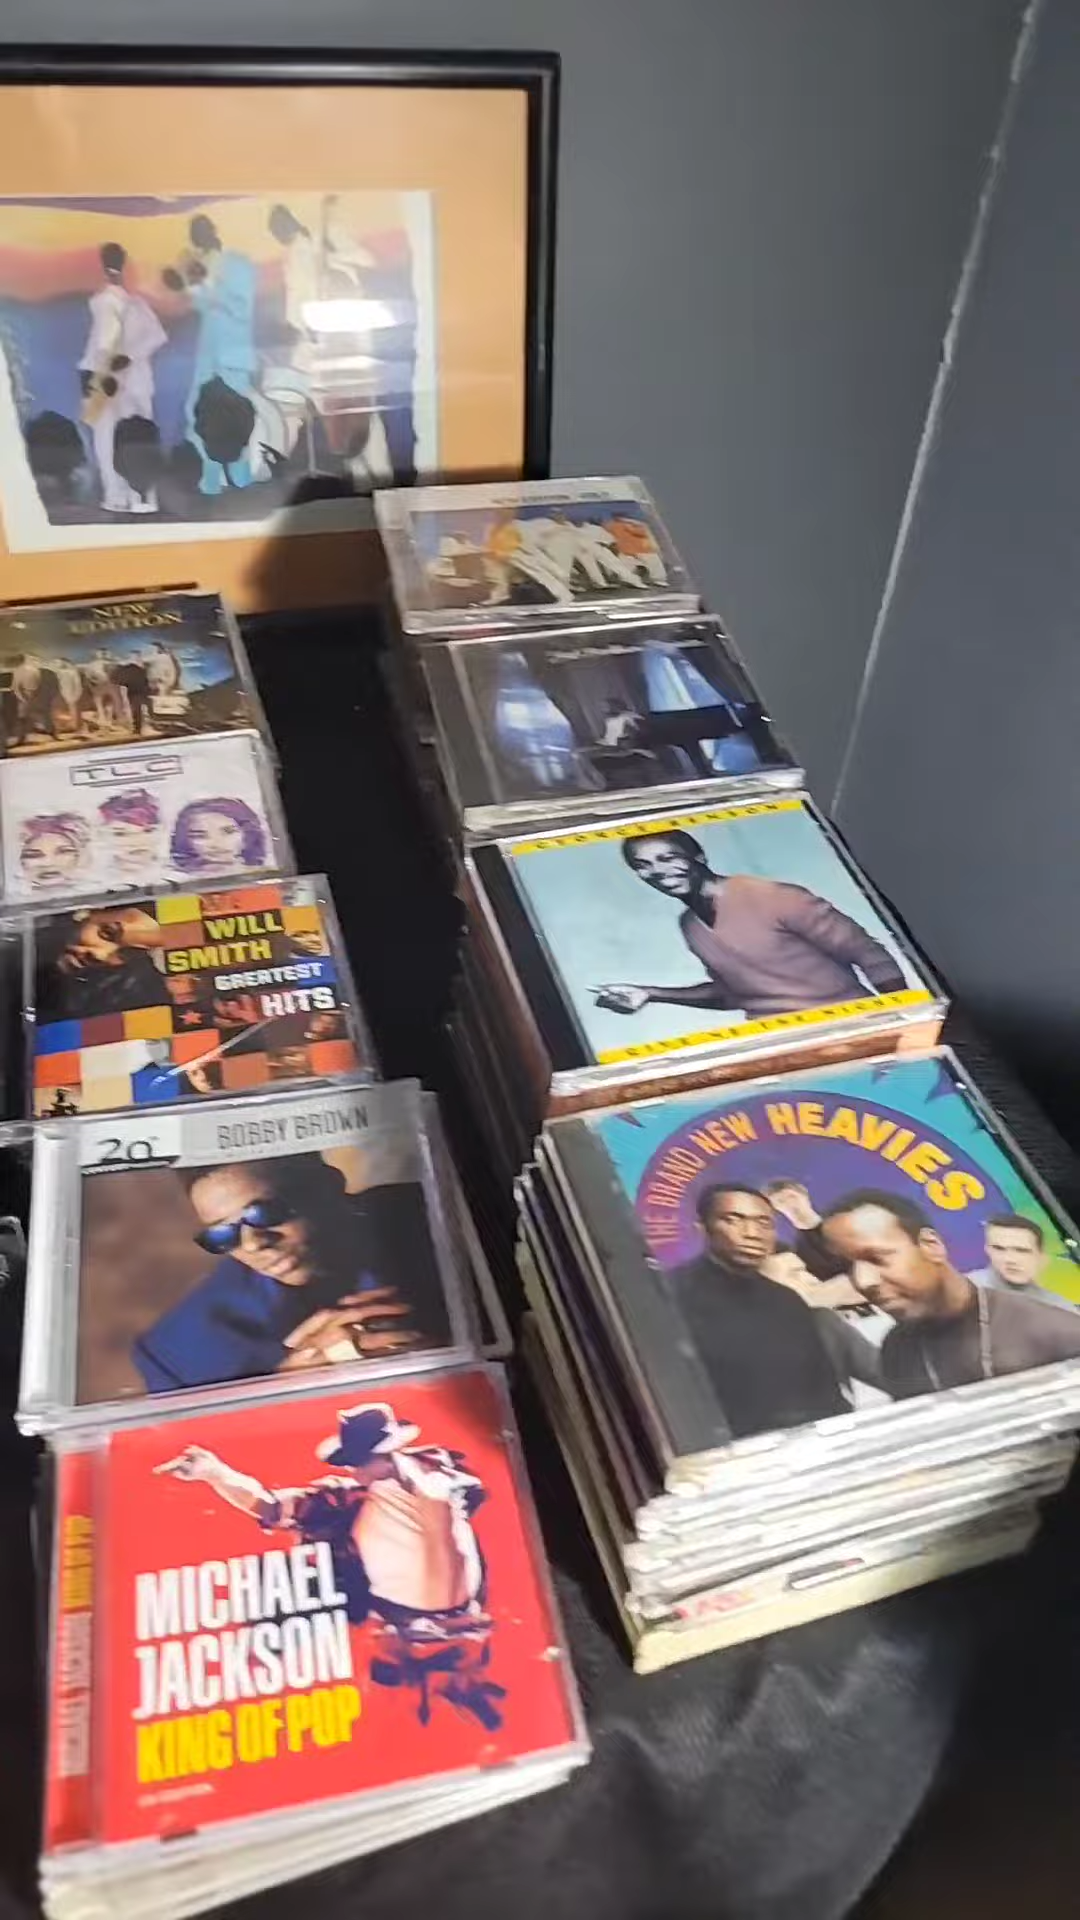 NEW
EDITION
TLC
WILL
SMITH
GREATEST
HITS
20th
BOBBY BROWN
MICHAEL
JACKSON
KING OF POP
GEORGE BENSON
GIVE ME THE NIGHT
THE BRAND NEW HEAVIES